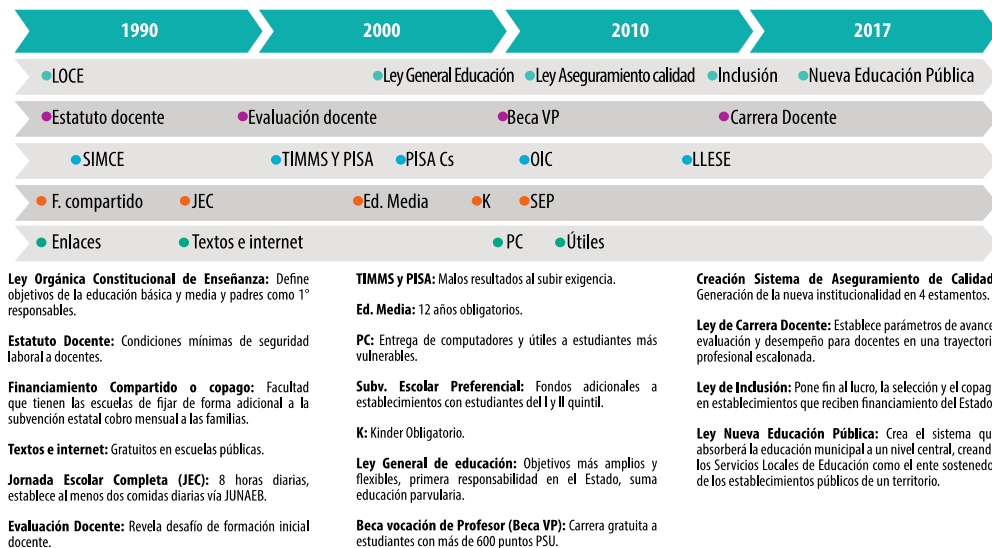 1990 2000 2010 2017
LOCE Ley General Educación Ley Aseguramiento calidad Inclusión Nueva Educación Pública
Estatuto docente Evaluación docente Beca VP Carrera Docente
SIMCE TIMMS Y PISA PISA Cs OIC LLESE
F. compartido JEC Ed. Media K SEP
Enlaces Textos e internet PC Útiles
Ley Orgánica Constitucional de Enseñanza: Define
objetivos de la educación básica y media y padres como 1°
responsables.
Estatuto Docente: Condiciones mínimas de seguridad
laboral a docentes.
Financiamiento Compartido o copago: Facultad
que tienen las escuelas de fijar de forma adicional a la
subvención estatal cobro mensual a las familias.
Textos e internet: Gratuitos en escuelas públicas.
Jornada Escolar Completa (JEC): 8 horas diarias,
establece al menos dos comidas diarias vía JUNAEB.
Evaluación Docente: Revela desafío de formación inicial
docente.
TIMMS y PISA: Malos resultados al subir exigencia.
Ed. Media: 12 años obligatorios.
PC: Entrega de computadores y útiles a estudiantes más
vulnerables.
Subv. Escolar Preferencial: Fondos adicionales a
establecimientos con estudiantes del I y II quintil.
K: Kinder Obligatorio.
Ley General de educación: Objetivos más amplios y
flexibles, primera responsabilidad en el Estado, suma
educación parvularia.
Beca vocación de Profesor (Beca VP): Carrera gratuita a
estudiantes con más de 600 puntos PSU.
Creación Sistema de Aseguramiento de Calidad
Generación de la nueva institucionalidad en 4 estamentos.
Ley de Carrera Docente: Establece parámetros de avance
evaluación y desempeño para docentes en una trayectori
profesional escalonada.
Ley de Inclusión: Pone fin al lucro, la selección y el copag
en establecimientos que reciben financiamiento del Estado
Ley Nueva Educación Pública: Crea el sistema qu
absorberá la educación municipal a un nivel central, creand
los Servicios Locales de Educación como el ente sostenedo
de los establecimientos públicos de un territorio.